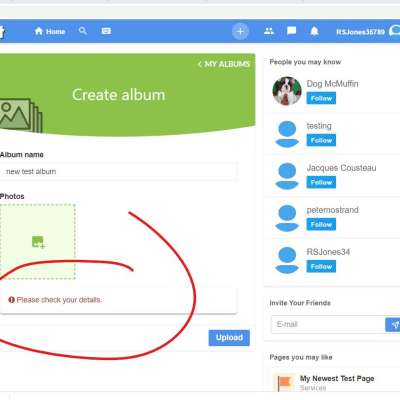 Home
RSJones35789
MY ALBUMS
Create album
Album name
new test album
Photos
Please check your details.
Upload
People you may know
Dog McMuffin
Follow
testing
Follow
Jacques Cousteau
Follow
peternostrand
Follow
RSJones34
Follow
Invite Your Friends
E-mail
Pages you may like
My Newest Test Page
Services